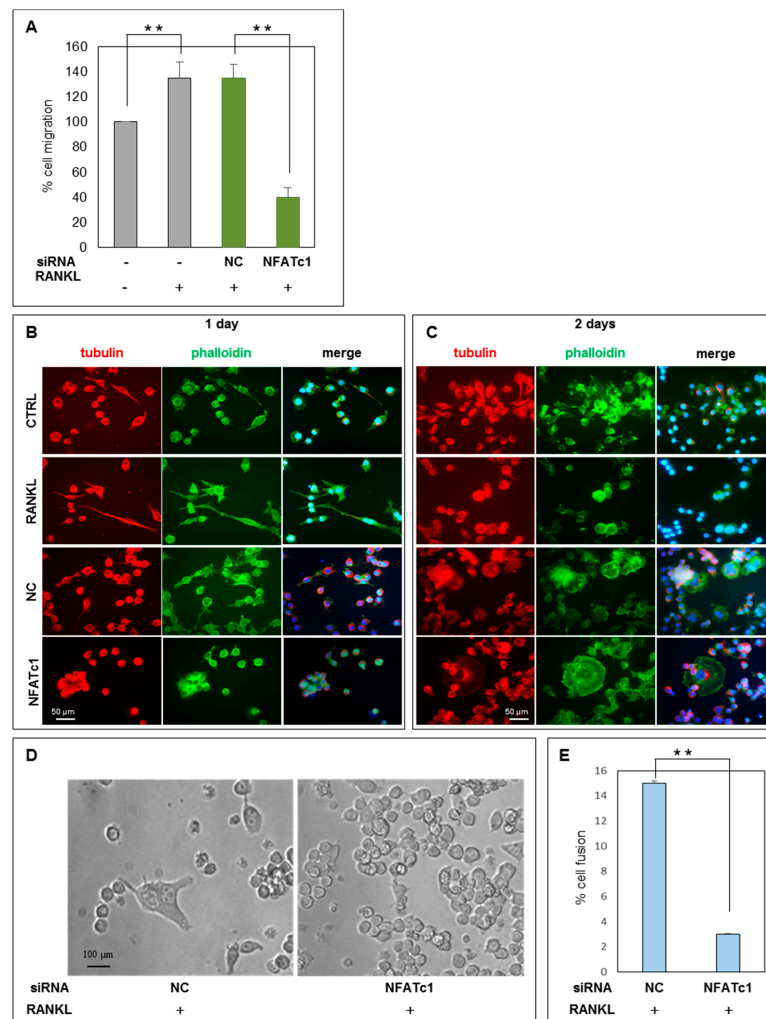 A
* *
* *
160
140
120
100
80
60
40
20
0
% cell migration
siRNA - - NC NFATc1
RANKL
- + + +
B
1 day
tubulin phalloidin merge
CTRL
RANKL
NC
NFATc1
50 µm
C
2 days
tubulin phalloidin merge
50 µm
D
100 µm
siRNA NC NFATc1
RANKL + +
E
* *
16
14
12
10
8
6
4
2
0
% cell fusion
siRNA NC NFATc1
RANKL + +